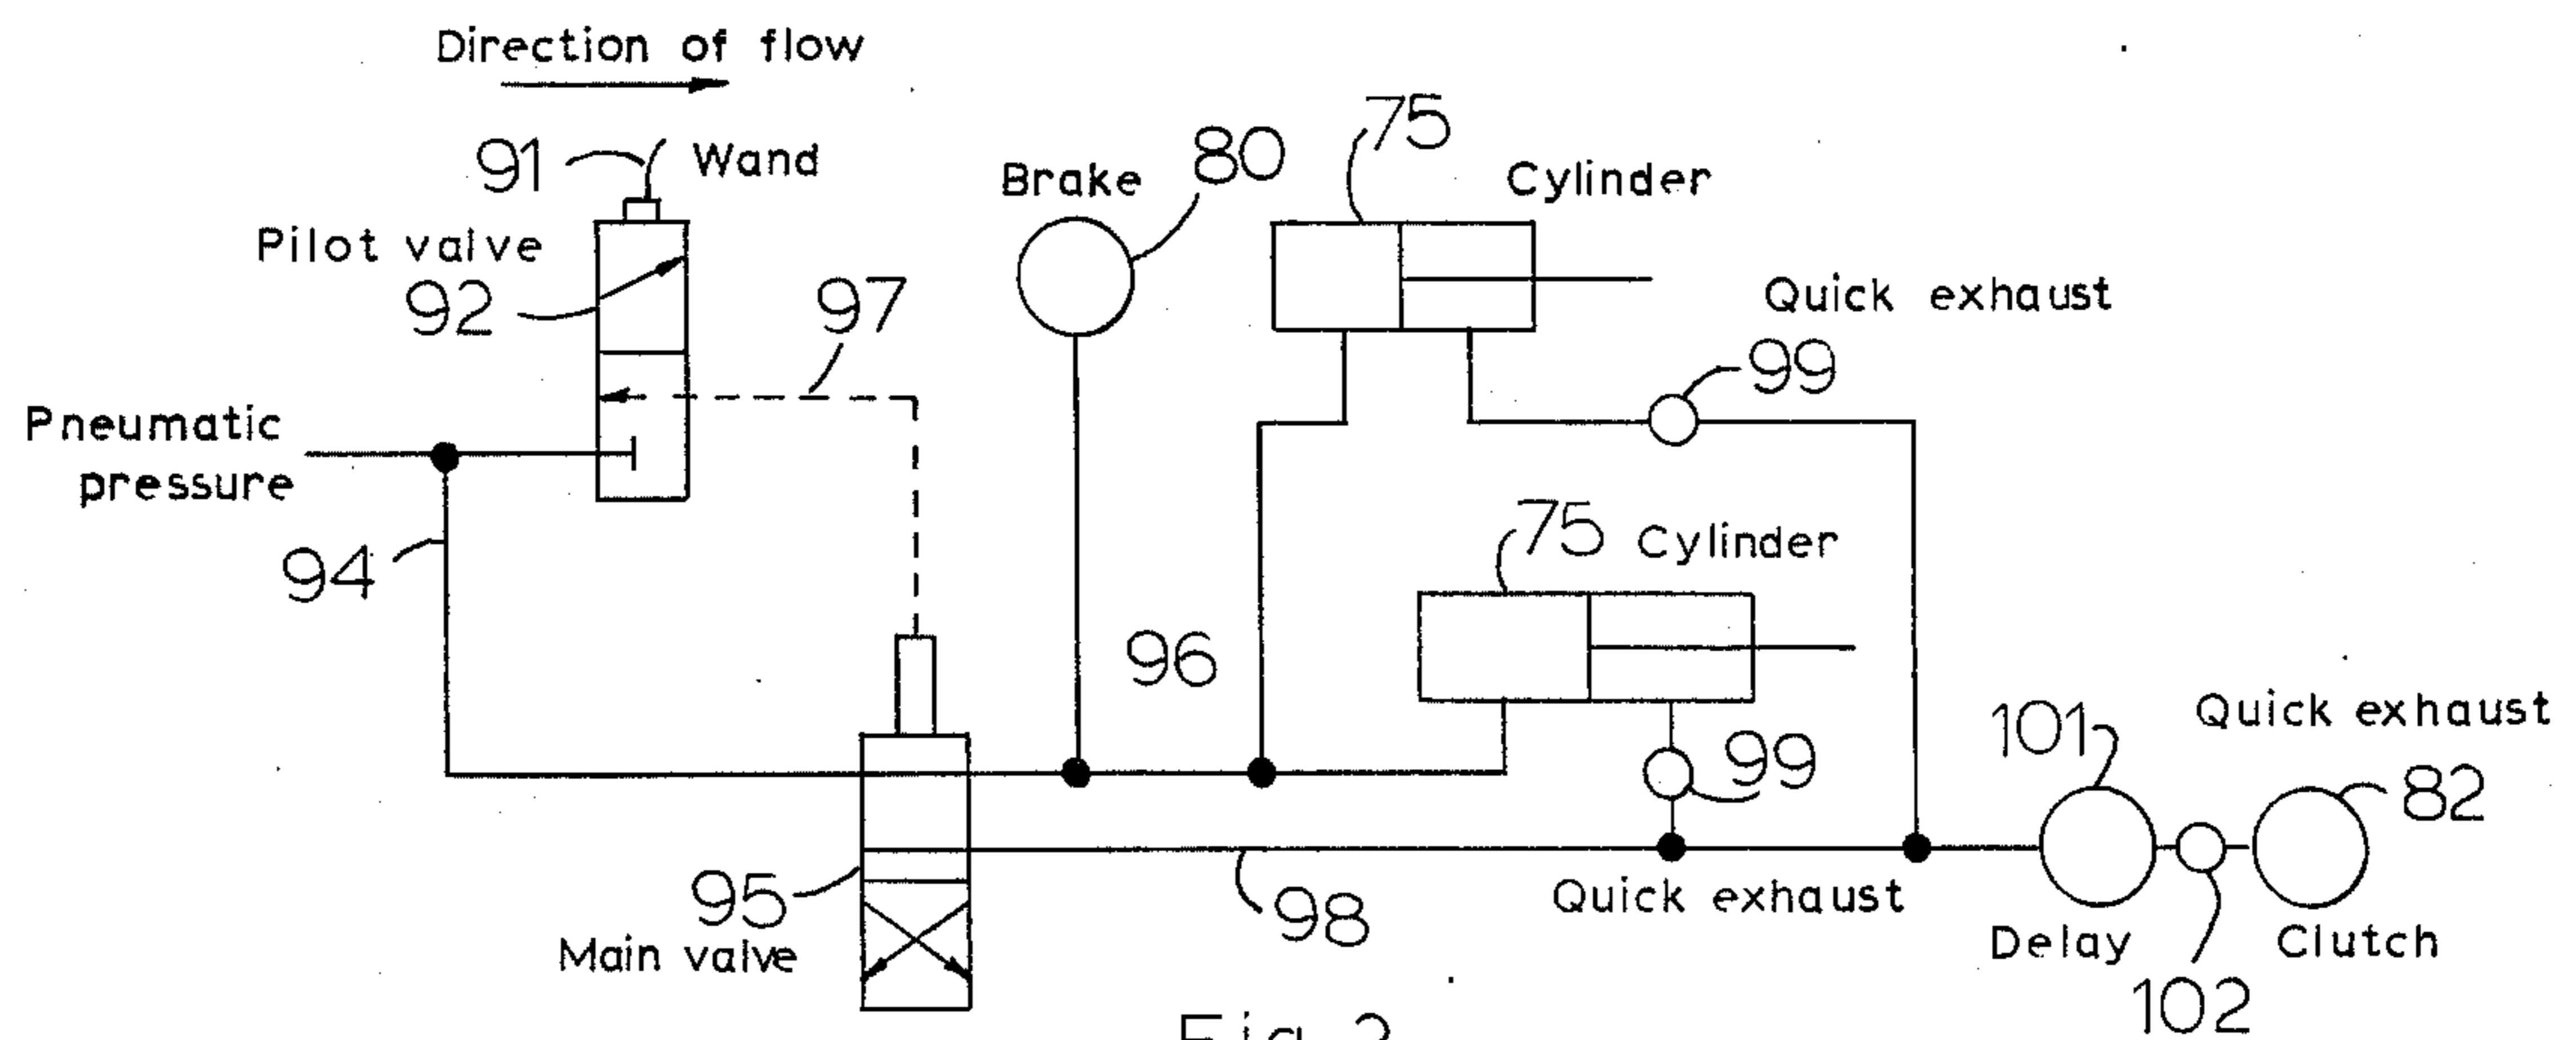 Direction of flow
91
Wand
Pilot valve
92
97
Pneumatic
pressure
94
Brake
80
75
Cylinder
Quick exhaust
99
75
Cylinder
96
99
95
Main valve
98
Quick exhaust
101
Quick exhaust
82
Delay
Clutch
102